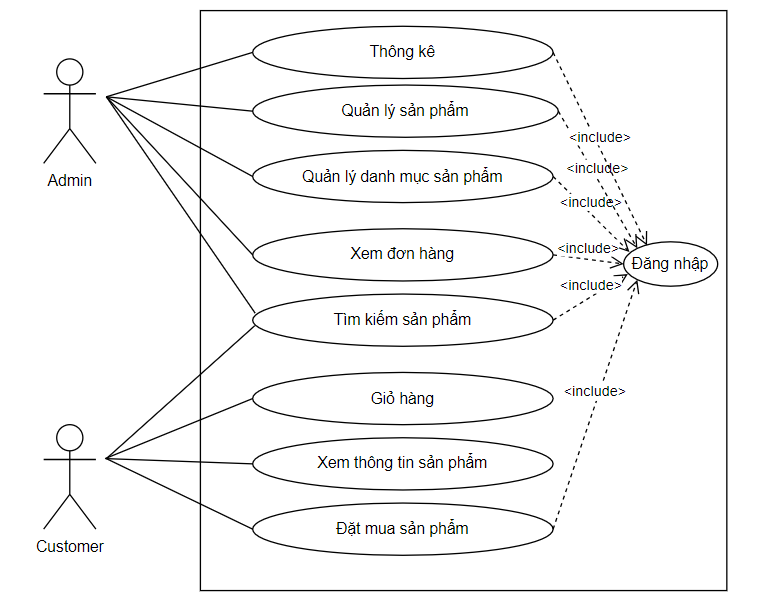 Thông kê
Quản lý sản phẩm
<include>
<include>
Quản lý danh mục sản phẩm
Admin
<include>
Xem đơn hàng
<include>
Đăng nhập
<include>
Tìm kiếm sản phẩm
Giỏ hàng
<include>
Xem thông tin sản phẩm
Đặt mua sản phẩm
Customer